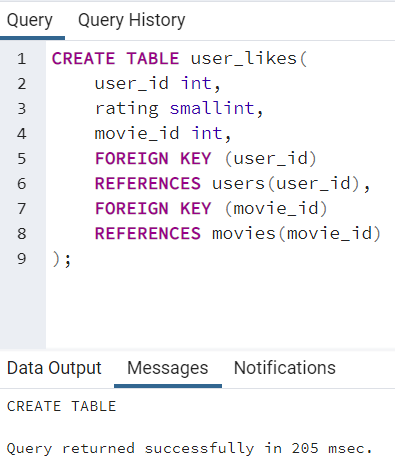 Query Query History
1 CREATE TABLE user_likes(
2 user_id int,
3 rating smallint,
4 movie_id int,
5 FOREIGN KEY (user_id)
6 REFERENCES users(user_id),
7 FOREIGN KEY (movie_id)
8 REFERENCES movies(movie_id)
9 );
Data Output Messages Notifications
CREATE TABLE
Query returned successfully in 205 msec.